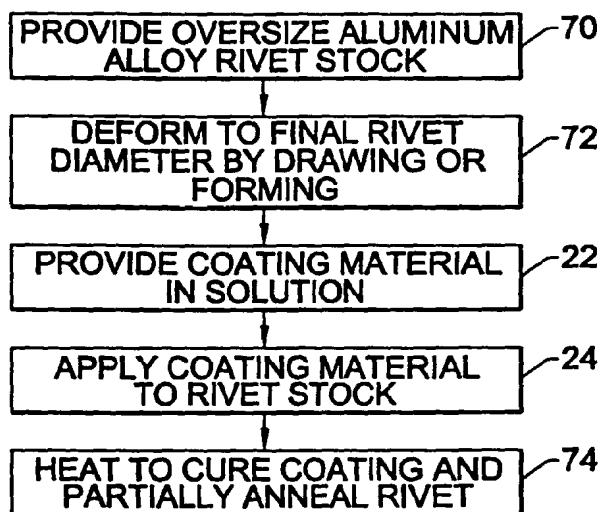 PROVIDE OVERSIZE ALUMINUM
ALLOY RIVET STOCK
70
DEFORM TO FINAL RIVET
DIAMETER BY DRAWING OR
FORMING
72
PROVIDE COATING MATERIAL
IN SOLUTION
22
APPLY COATING MATERIAL
TO RIVET STOCK
24
HEAT TO CURE COATING AND
PARTIALLY ANNEAL RIVET
74